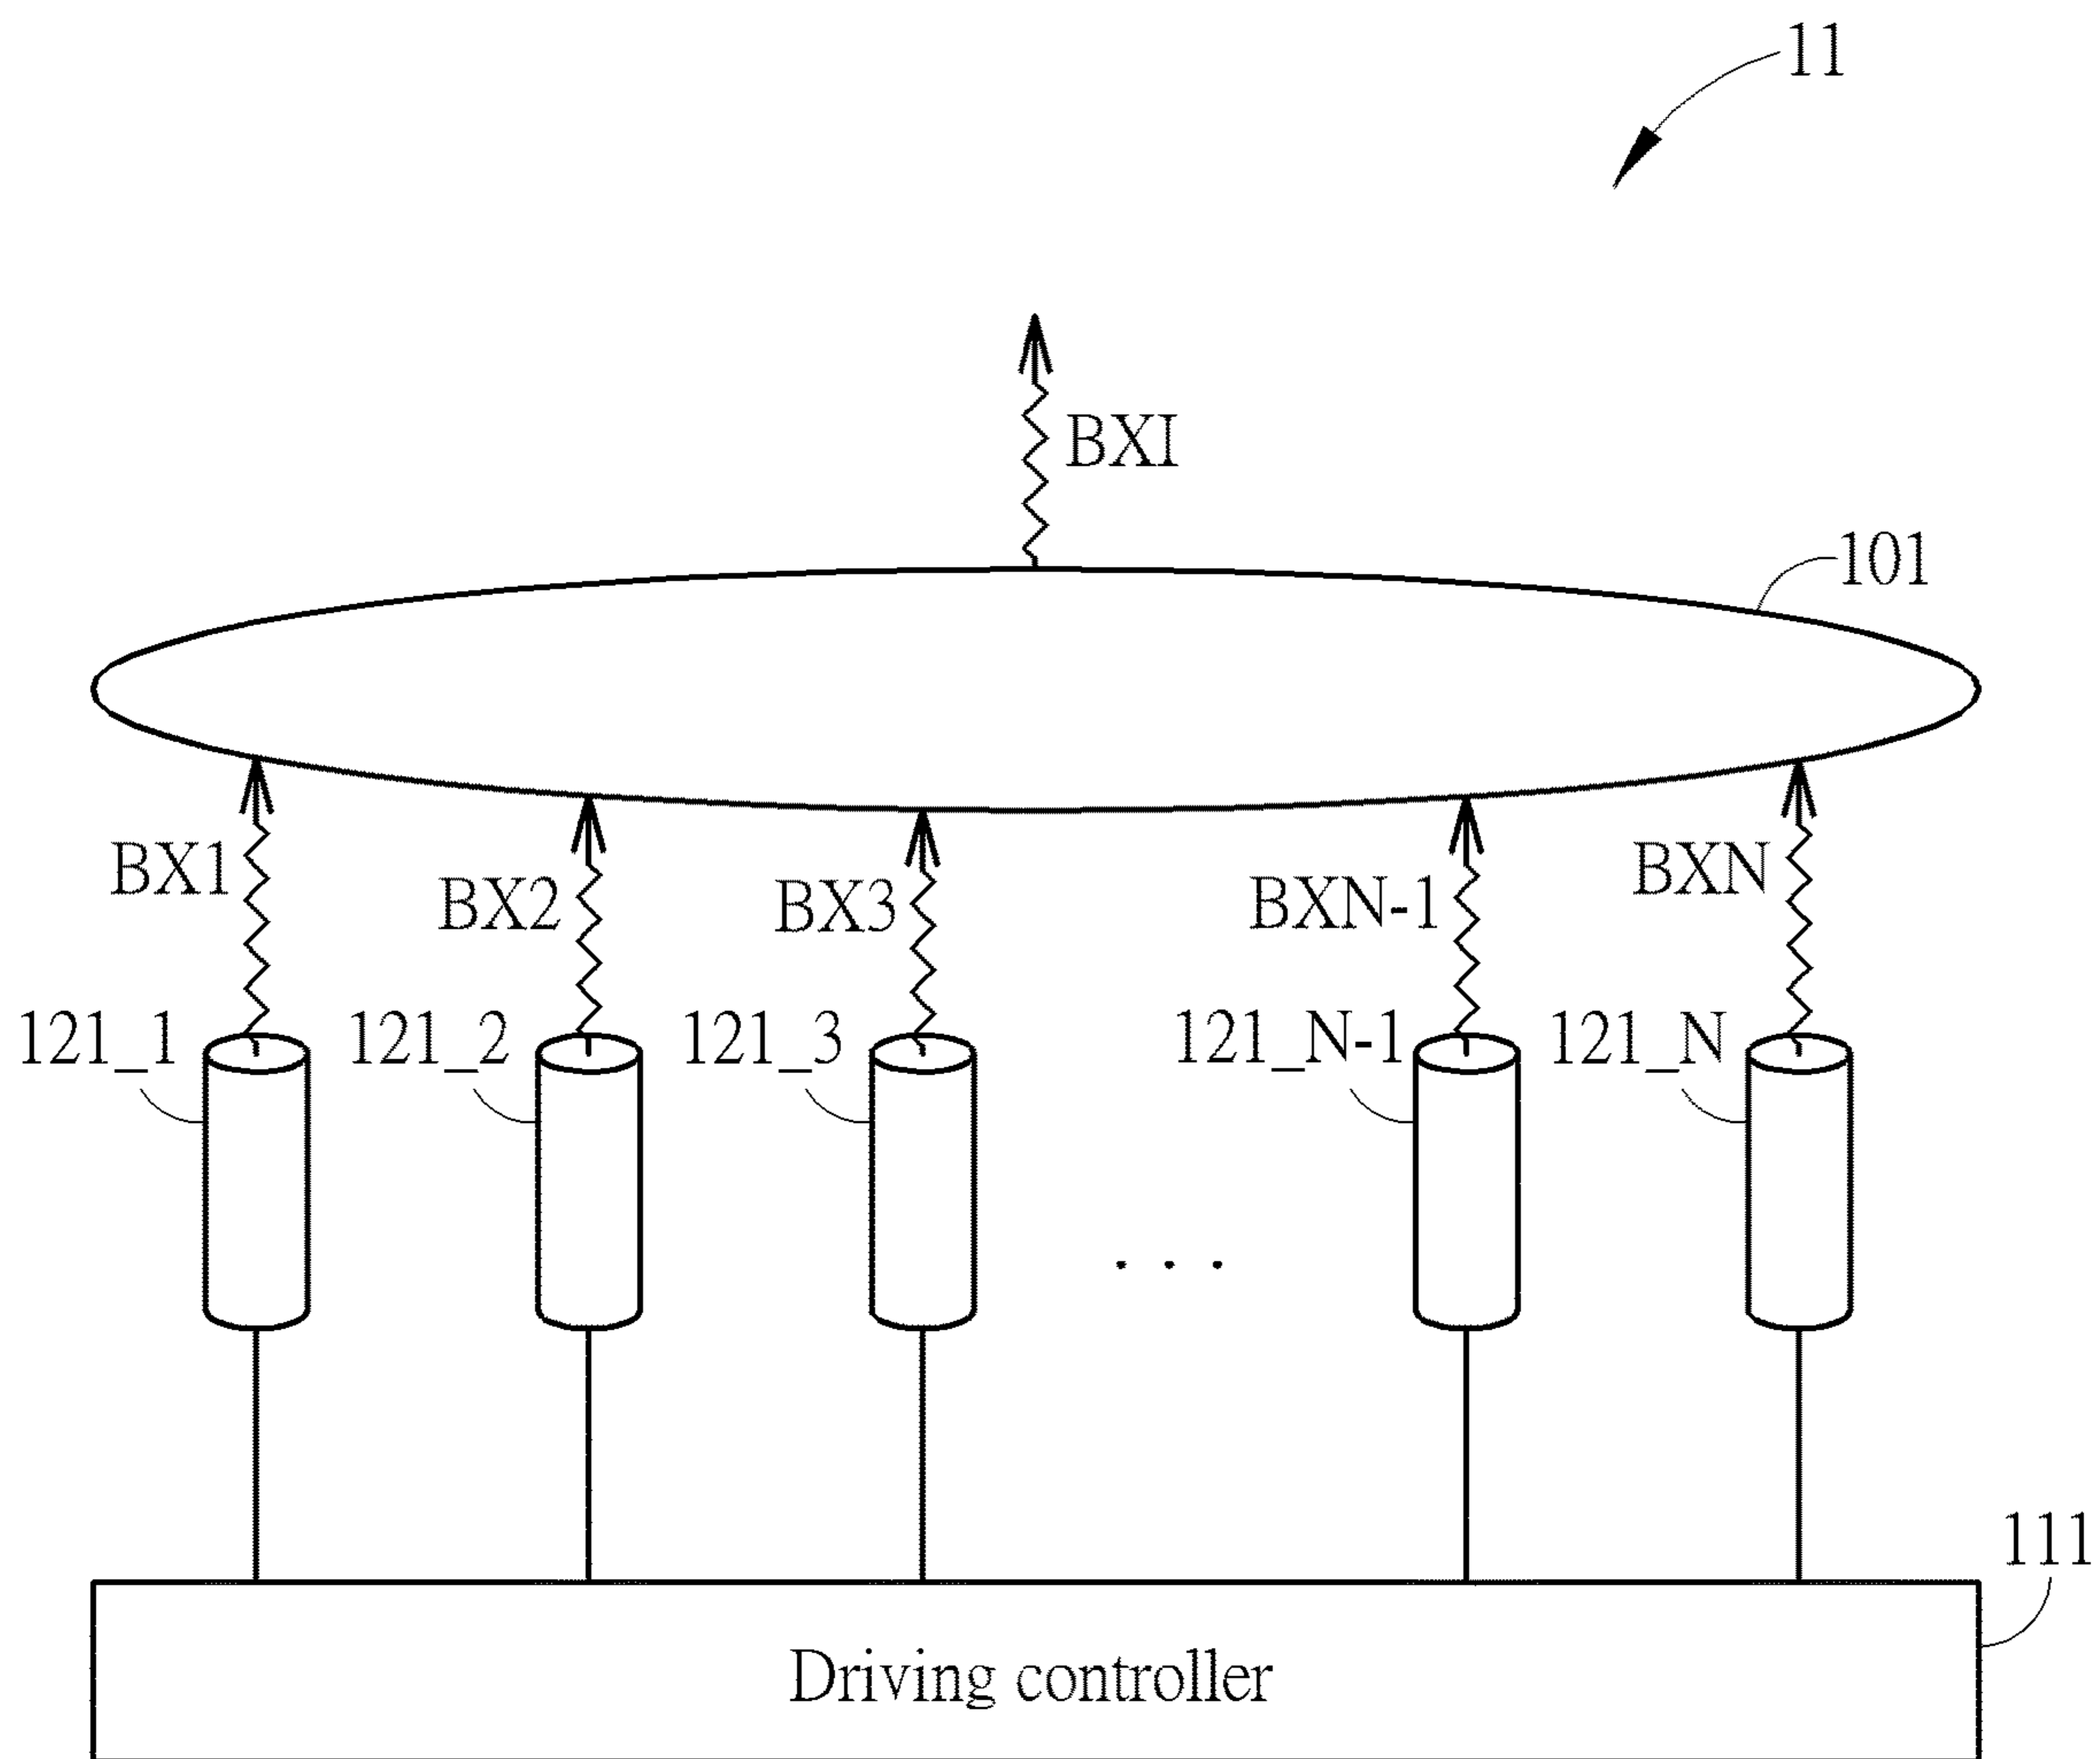 11
BXI
101
BX1
BX2
BX3
BXN-1
BXN
121_1
121_2
121_3
121_N-1
121_N
111
Driving controller